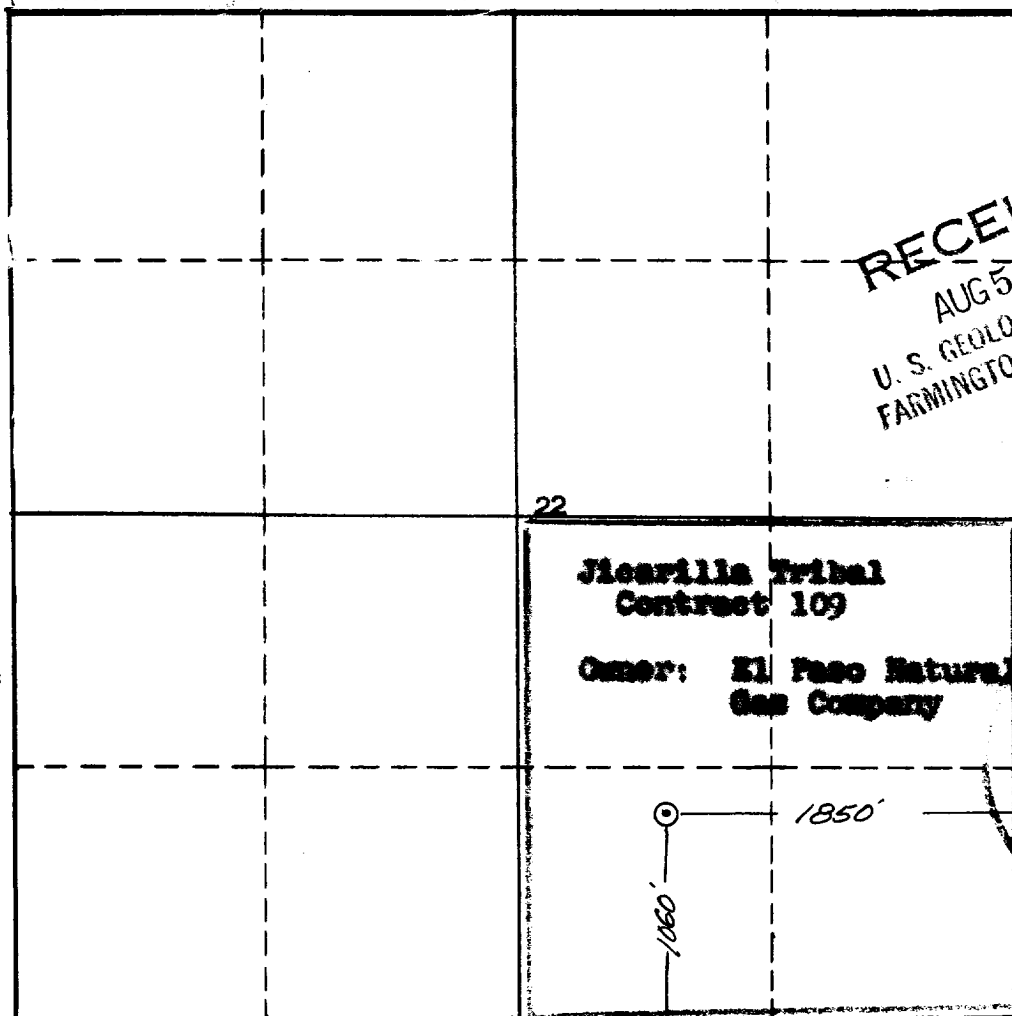 RECE
AUG 5
U. S. GEOLO
FARMINGTO
22
Jicarilla Tribal
Contract 109
Owner: El Paso Natural
Gas Company
1850'
1060'